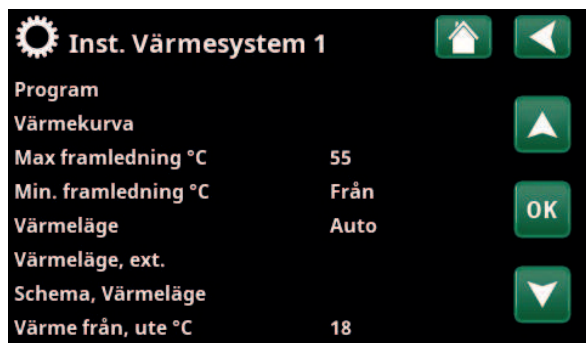 Inst. Värmesystem 1
Program
Värmekurva
Max framledning °C 55
Min. framledning °C Från
Värmeläge Auto
Värmeläge, ext.
Schema, Värmeläge
Värme från, ute °C 18
OK